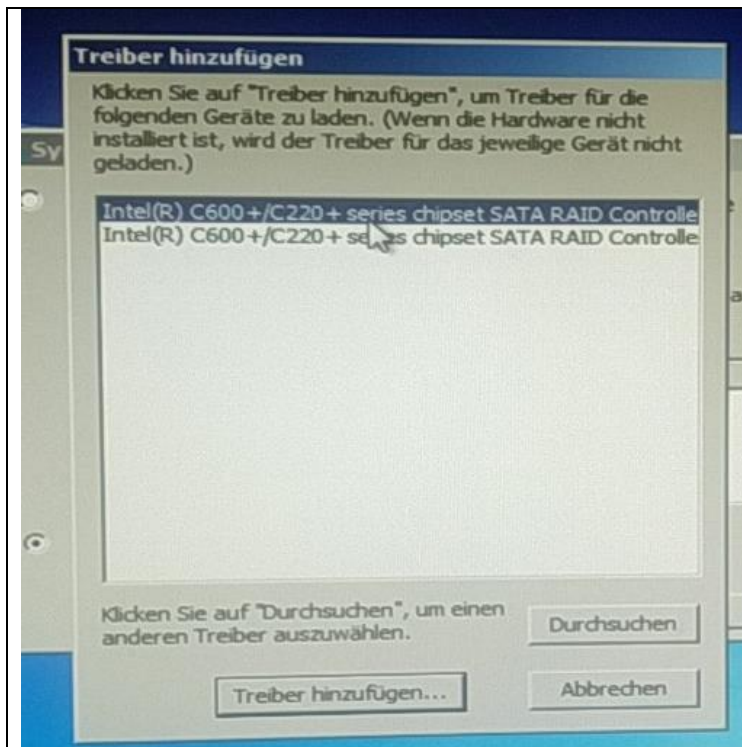 Treiber hinzufügen
Klicken Sie auf "Treiber hinzufügen", um Treiber für die
folgenden Geräte zu laden. (Wenn die Hardware nicht
installiert ist, wird der Treiber für das jeweilige Gerät nicht
geladen.)
Sy
Intel(R) C600+/C220+ series chipset SATA RAID Controlle
Intel(R) C600+/C220+ series chipset SATA RAID Controlle
Klicken Sie auf "Durchsuchen", um einen
anderen Treiber auszuwählen.
Durchsuchen
Treiber hinzufügen...
Abbrechen